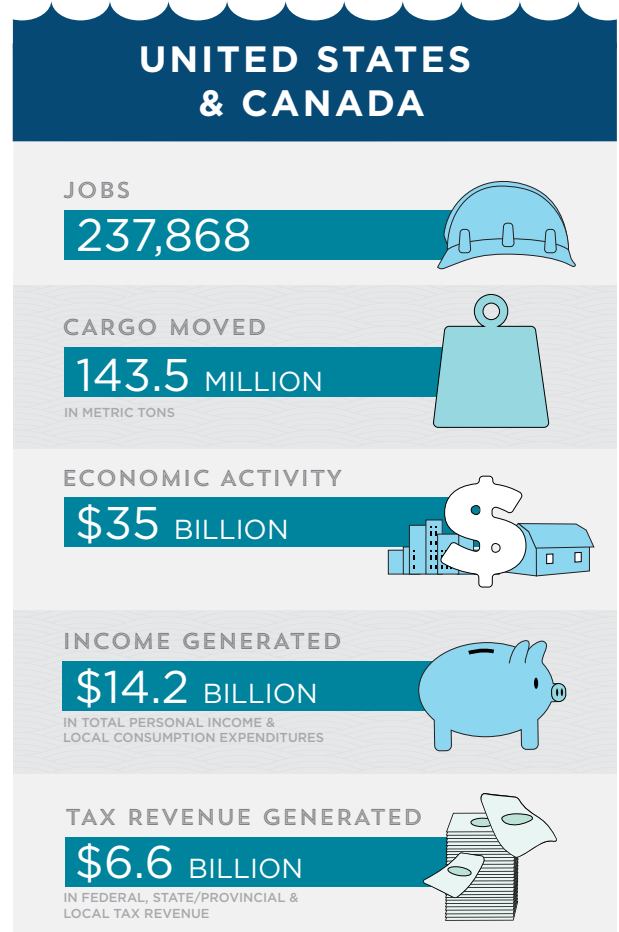 UNITED STATES
& CANADA
JOBS
237,868
CARGO MOVED
143.5 MILLION
IN METRIC TONS
ECONOMIC ACTIVITY
$35 BILLION
$
INCOME GENERATED
$14.2 BILLION
IN TOTAL PERSONAL INCOME &
LOCAL CONSUMPTION EXPENDITURES
TAX REVENUE GENERATED
$6.6 BILLION
IN FEDERAL, STATE/PROVINCIAL &
LOCAL TAX REVENUE